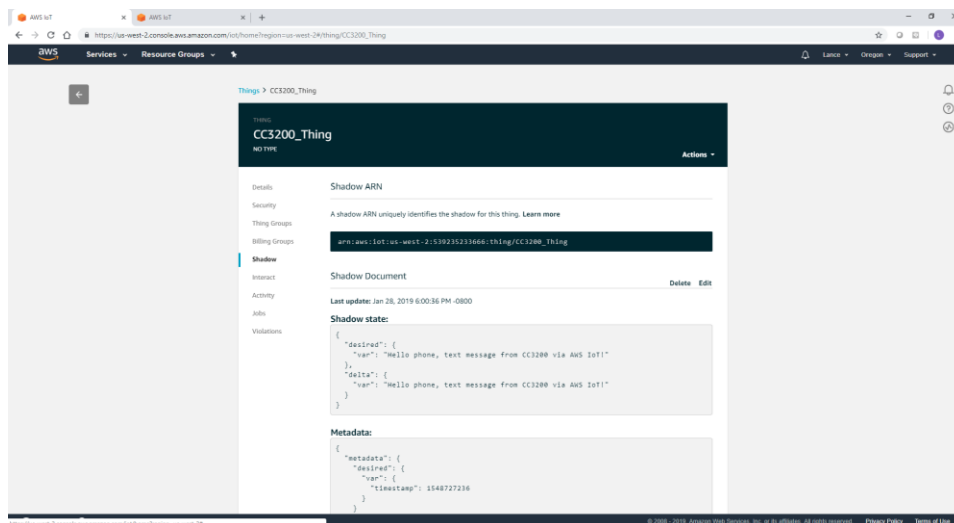 AWS IoT
AWS IoT
https://us-west-2.console.aws.amazon.com/iot/home?region=us-west-2#/thing/CC3200_Thing
aws Services Resource Groups Lance Oregon Support
Things > CC3200_Thing
THING
CC3200_Thing
NO TYPE
Actions
Details
Security
Thing Groups
Billing Groups
Shadow
Interact
Activity
Jobs
Violations
Shadow ARN
A shadow ARN uniquely identifies the shadow for this thing. Learn more
arn:aws:iot:us-west-2:539235233666:thing/CC3200_Thing
Shadow Document
Delete Edit
Last update: Jan 28, 2019 6:00:36 PM -0800
Shadow state:
{
"desired": {
"var": "Hello phone, text message from CC3200 via AWS IoT!"
},
"delta": {
"var": "Hello phone, text message from CC3200 via AWS IoT!"
}
}
Metadata:
{
"metadata": {
"desired": {
"var": {
"timestamp": 1548727236
}
}
© 2008 - 2019, Amazon Web Services, Inc. or its affiliates. All rights reserved. Privacy Policy Terms of Use